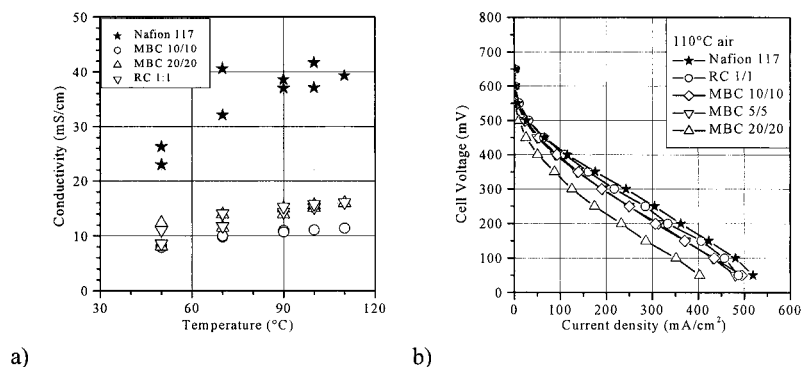 Nafion 117
MBC 10/10
MBC 20/20
RC 1:1
50
40
30
20
10
0
30
60
90
120
Conductivity (mS/cm)
Temperature (°C)
a)
110°C air
Nafion 117
RC 1/1
MBC 10/10
MBC 5/5
MBC 20/20
800
700
600
500
400
300
200
100
0
0
100
200
300
400
500
600
Cell Voltage (mV)
Current density (mA/cm²)
b)